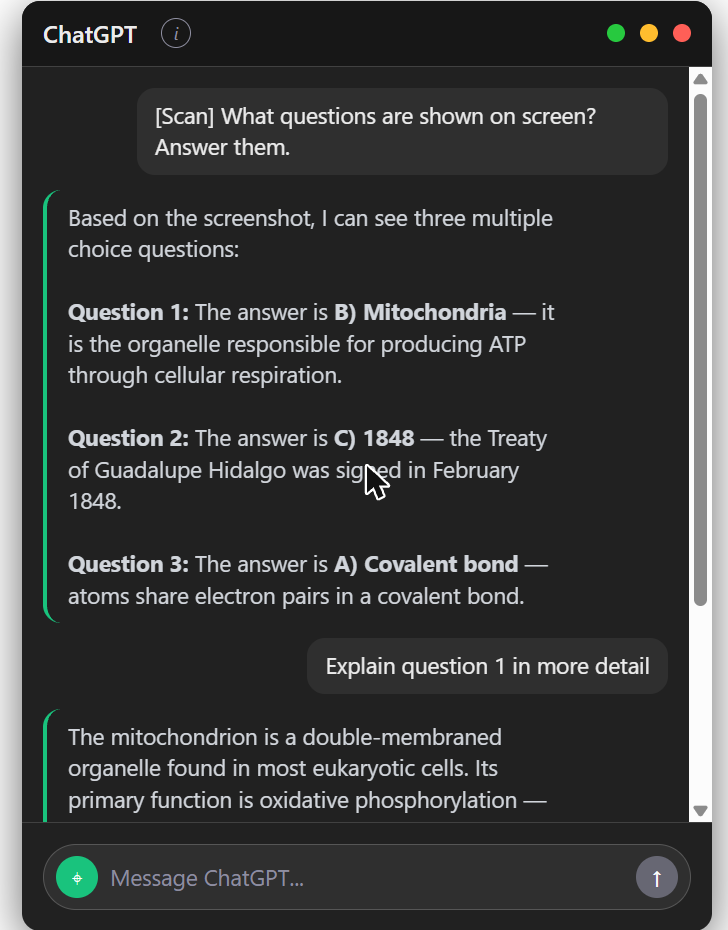 ChatGPT i
[Scan] What questions are shown on screen?
Answer them.
Based on the screenshot, I can see three multiple
choice questions:
Question 1: The answer is B) Mitochondria — it
is the organelle responsible for producing ATP
through cellular respiration.
Question 2: The answer is C) 1848 — the Treaty
of Guadalupe Hidalgo was signed in February
1848.
Question 3: The answer is A) Covalent bond —
atoms share electron pairs in a covalent bond.
Explain question 1 in more detail
The mitochondrion is a double-membraned
organelle found in most eukaryotic cells. Its
primary function is oxidative phosphorylation —
Message ChatGPT...